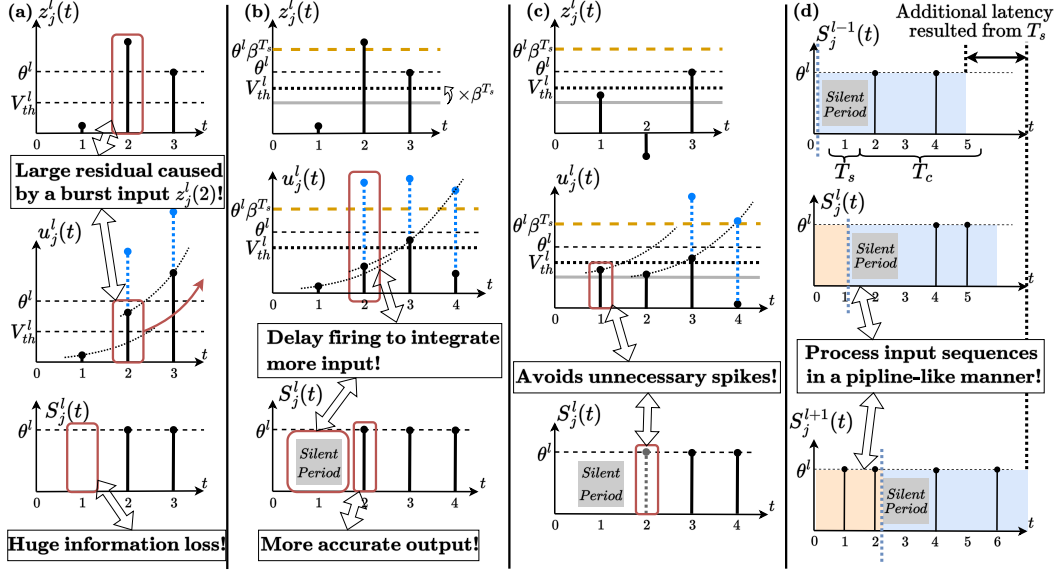 (a)
z_j^l(t)
θ^l
V_th^l
1 2 3 t
Large residual caused
by a burst input z_j^l(2)!
u_j^l(t)
θ^l
V_th^l
1 2 3 t
S_j^l(t)
θ^l
1 2 3 t
Huge information loss!
(b)
z_j^l(t)
θ^l β^{T_s}
θ^l
V_th^l
×β^{T_s}
1 2 3 t
u_j^l(t)
θ^l β^{T_s}
θ^l
V_th^l
1 2 3 4 t
Delay firing to integrate
more input!
S_j^l(t)
θ^l
Silent
Period
2 3 4 t
More accurate output!
(c)
z_j^l(t)
θ^l β^{T_s}
θ^l
V_th^l
1 2 3 t
u_j^l(t)
θ^l β^{T_s}
θ^l
V_th^l
1 2 3 4 t
Avoids unnecessary spikes!
S_j^l(t)
θ^l
Silent
Period
1 2 3 4 t
(d)
Additional latency
resulted from T_s
S_j^{l-1}(t)
θ^l
Silent
Period
0 1 2 3 4 5 t
T_s T_c
S_j^l(t)
θ^l
Silent
Period
0 1 2 3 4 5 t
Process input sequences
in a pipline-like manner!
S_j^{l+1}(t)
θ^l
Silent
Period
0 1 2 3 4 5 6 t